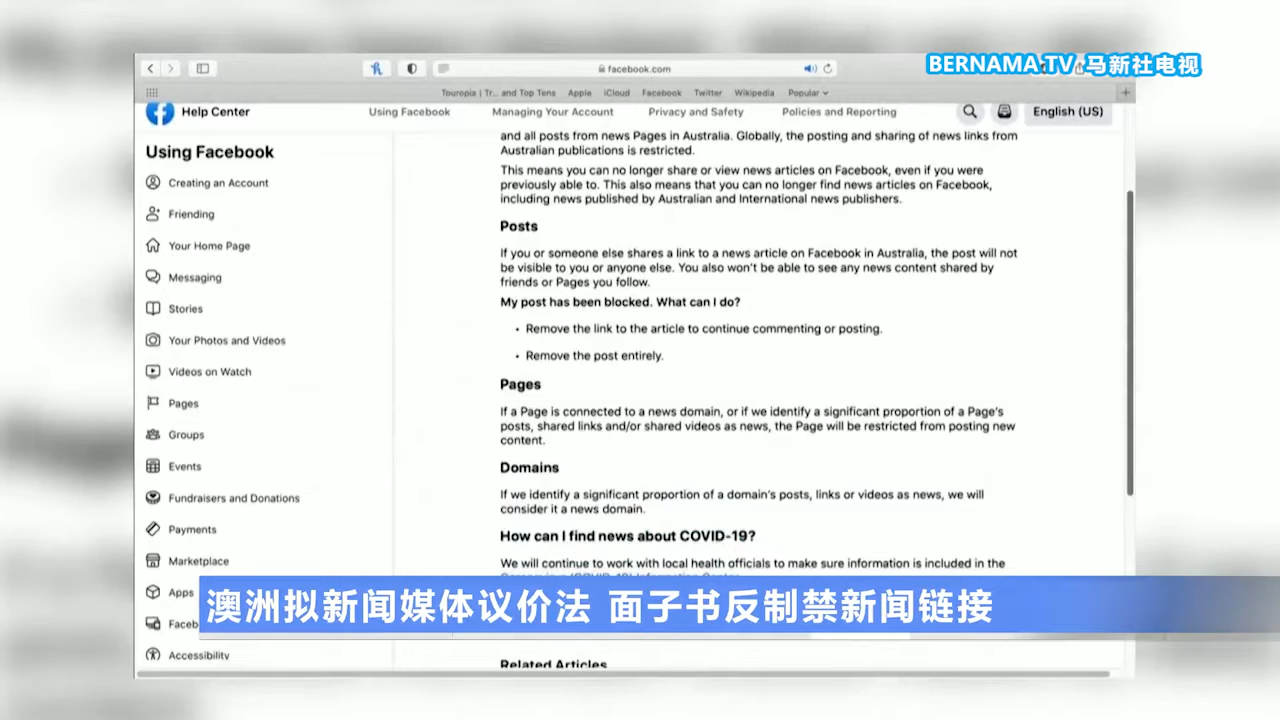 BERNAMA TV 马新社电视
facebook.com
Touropia | Tr... and Top Tens Apple iCloud Facebook Twitter Wikipedia Popular
Help Center Using Facebook Managing Your Account Privacy and Safety Policies and Reporting English (US)
Using Facebook
Creating an Account
Friending
Your Home Page
Messaging
Stories
Your Photos and Videos
Videos on Watch
Pages
Groups
Events
Fundraisers and Donations
Payments
Marketplace
Apps
Faceb
Accessibility
and all posts from news Pages in Australia. Globally, the posting and sharing of news links from
Australian publications is restricted.
This means you can no longer share or view news articles on Facebook, even if you were
previously able to. This also means that you can no longer find news articles on Facebook,
including news published by Australian and International news publishers.
Posts
If you or someone else shares a link to a news article on Facebook in Australia, the post will not
be visible to you or anyone else. You also won't be able to see any news content shared by
friends or Pages you follow.
My post has been blocked. What can I do?
• Remove the link to the article to continue commenting or posting.
• Remove the post entirely.
Pages
If a Page is connected to a news domain, or if we identify a significant proportion of a Page's
posts, shared links and/or shared videos as news, the Page will be restricted from posting new
content.
Domains
If we identify a significant proportion of a domain's posts, links or videos as news, we will
consider it a news domain.
How can I find news about COVID-19?
We will continue to work with local health officials to make sure information is included in the
澳洲拟新闻媒体议价法 面子书反制禁新闻链接
Related Articles